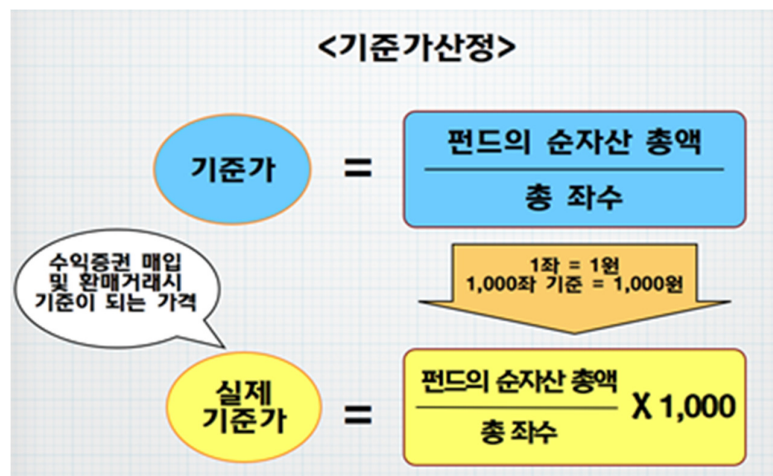 <기준가산정>
기준가
=
펀드의 순자산 총액
총 좌수
수익증권 매입
및 환매거래시
기준이 되는 가격
1좌 = 1원
1,000좌 기준 = 1,000원
실제
기준가
=
펀드의 순자산 총액
총 좌수
X 1,000